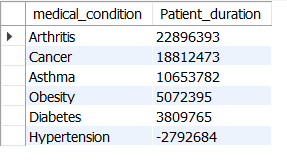 medical_condition Patient_duration
Arthritis 22896393
Cancer 18812473
Asthma 10653782
Obesity 5072395
Diabetes 3809765
Hypertension -2792684